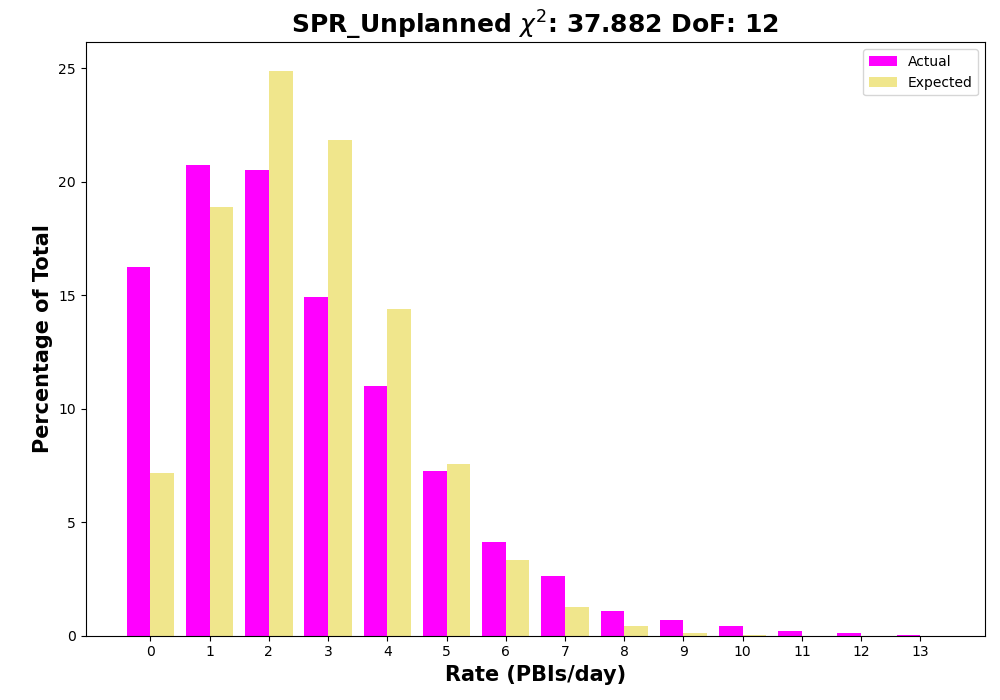 SPR_Unplanned χ²: 37.882 DoF: 12
Actual
Expected
Percentage of Total
25
20
15
10
5
0
0 1 2 3 4 5 6 7 8 9 10 11 12 13
Rate (PBIs/day)